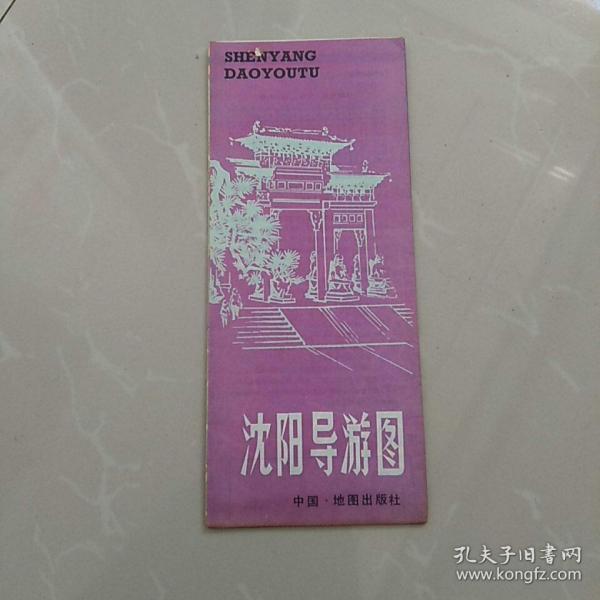 SHENYANG
DAOYOUTU
沈阳导游图
中国·地图出版社
孔夫子旧书网
www.kongfz.com